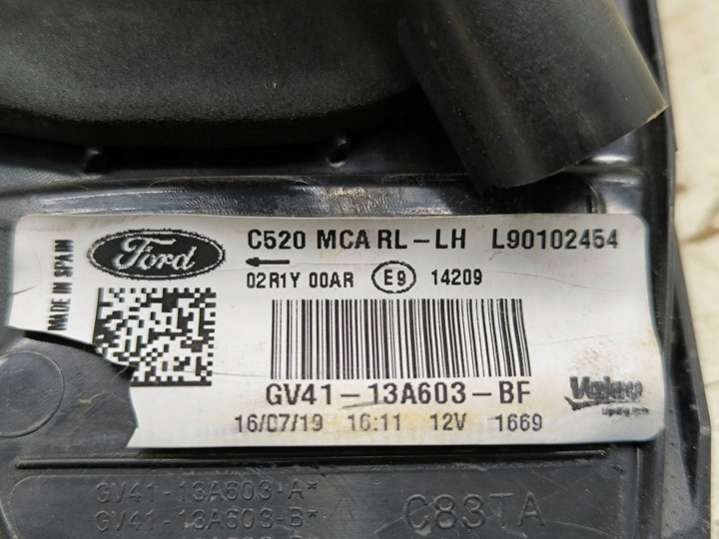 MADE IN SPAIN
Ford
C520 MCA RL-LH L90102454
02R1Y 00AR E9 14209
GV41-13A603-BF
Valeo
16/07/19 16:11 12V 1669
GV41-13A603-A*
GV41-13A603-B*
C83TA